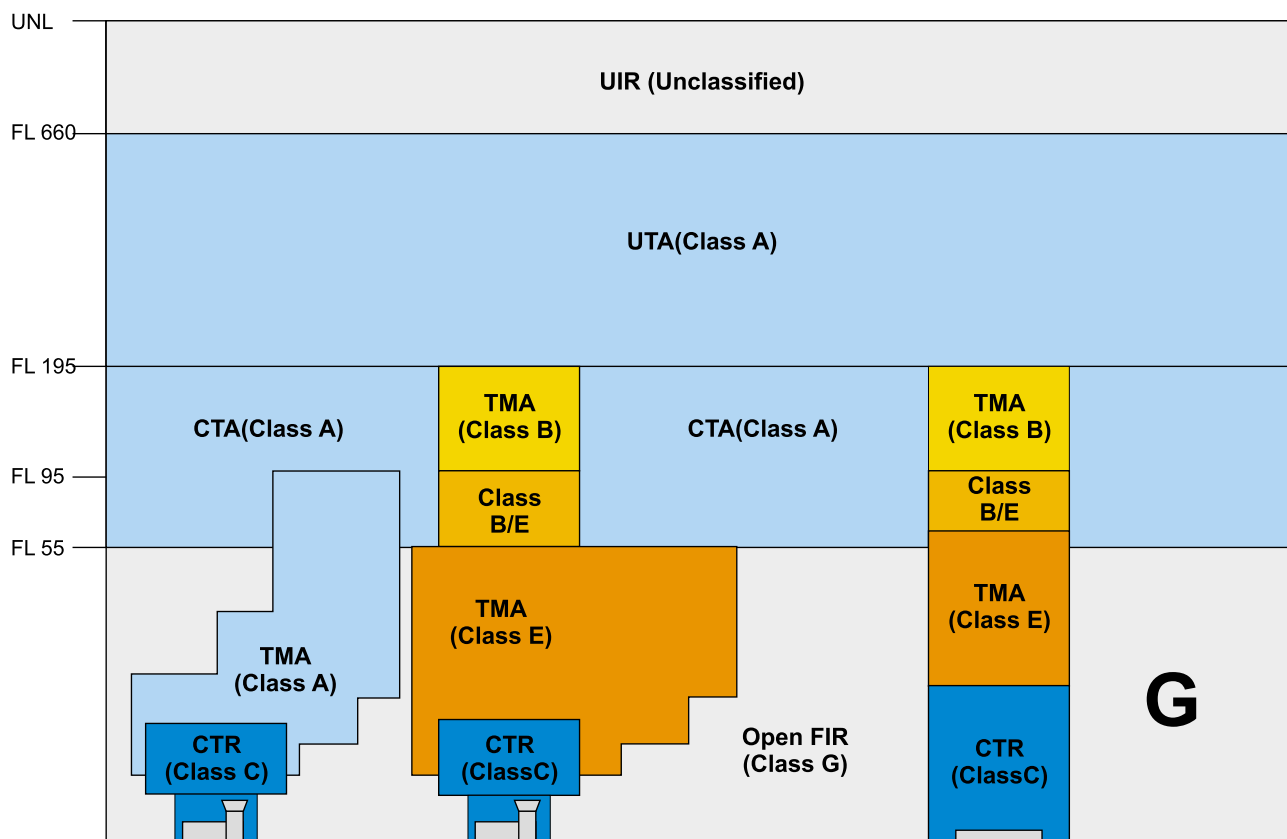 UNL
UIR (Unclassified)
FL 660
UTA(Class A)
FL 195
TMA
(Class B)
TMA
(Class B)
CTA(Class A)
CTA(Class A)
FL 95
Class
B/E
Class
B/E
FL 55
TMA
(Class E)
TMA
(Class E)
TMA
(Class A)
G
CTR
(Class C)
CTR
(ClassC)
Open FIR
(Class G)
CTR
(ClassC)